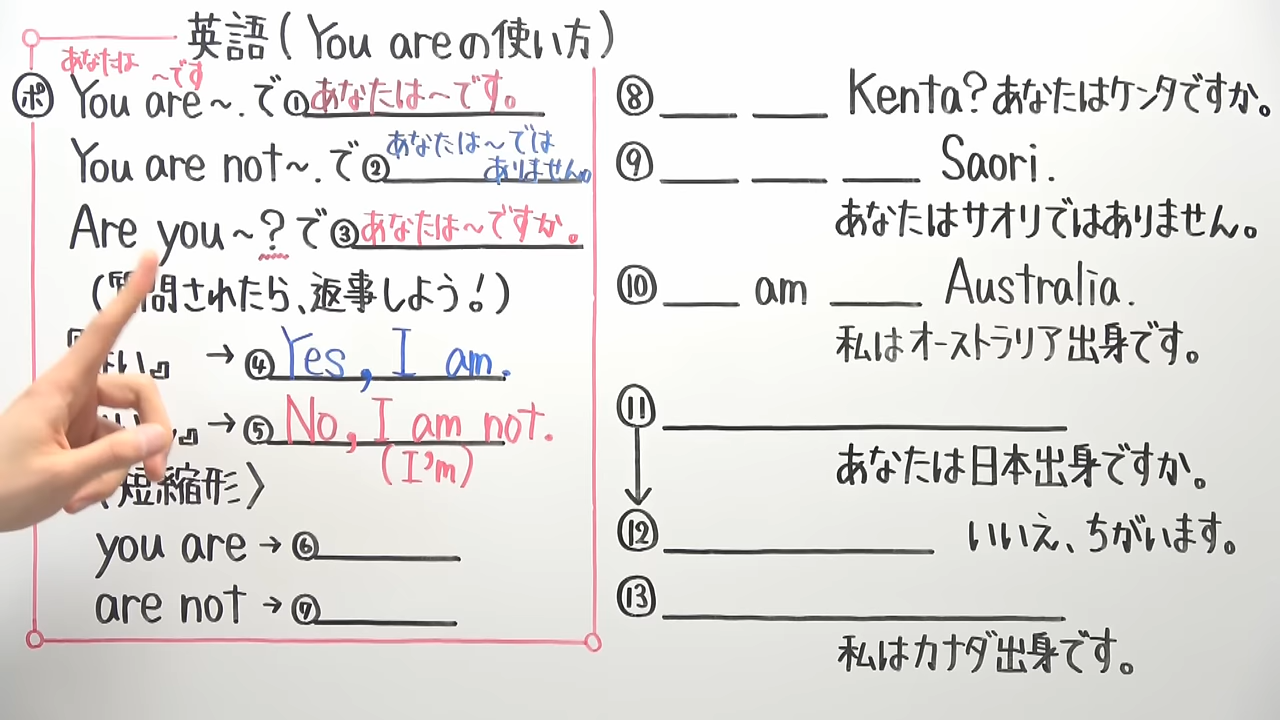 英語(You areの使い方)
あなたは ~です
ポ You are~.で①あなたは~です。
You are not~.で②あなたは~では
ありません。
Are you~?で③あなたは~ですか。
(質問されたら、返事しよう!)
い』 → ④Yes, I am.
』 → ⑤No, I am not.
(I'm)
〈短縮形〉
you are → ⑥
are not → ⑦
⑧ Kenta? あなたはケンタですか。
⑨ Saori.
あなたはサオリではありません。
⑩ am Australia.
私はオーストラリア出身です。
⑪
あなたは日本出身ですか。
⑫ いいえ、ちがいます。
⑬
私はカナダ出身です。